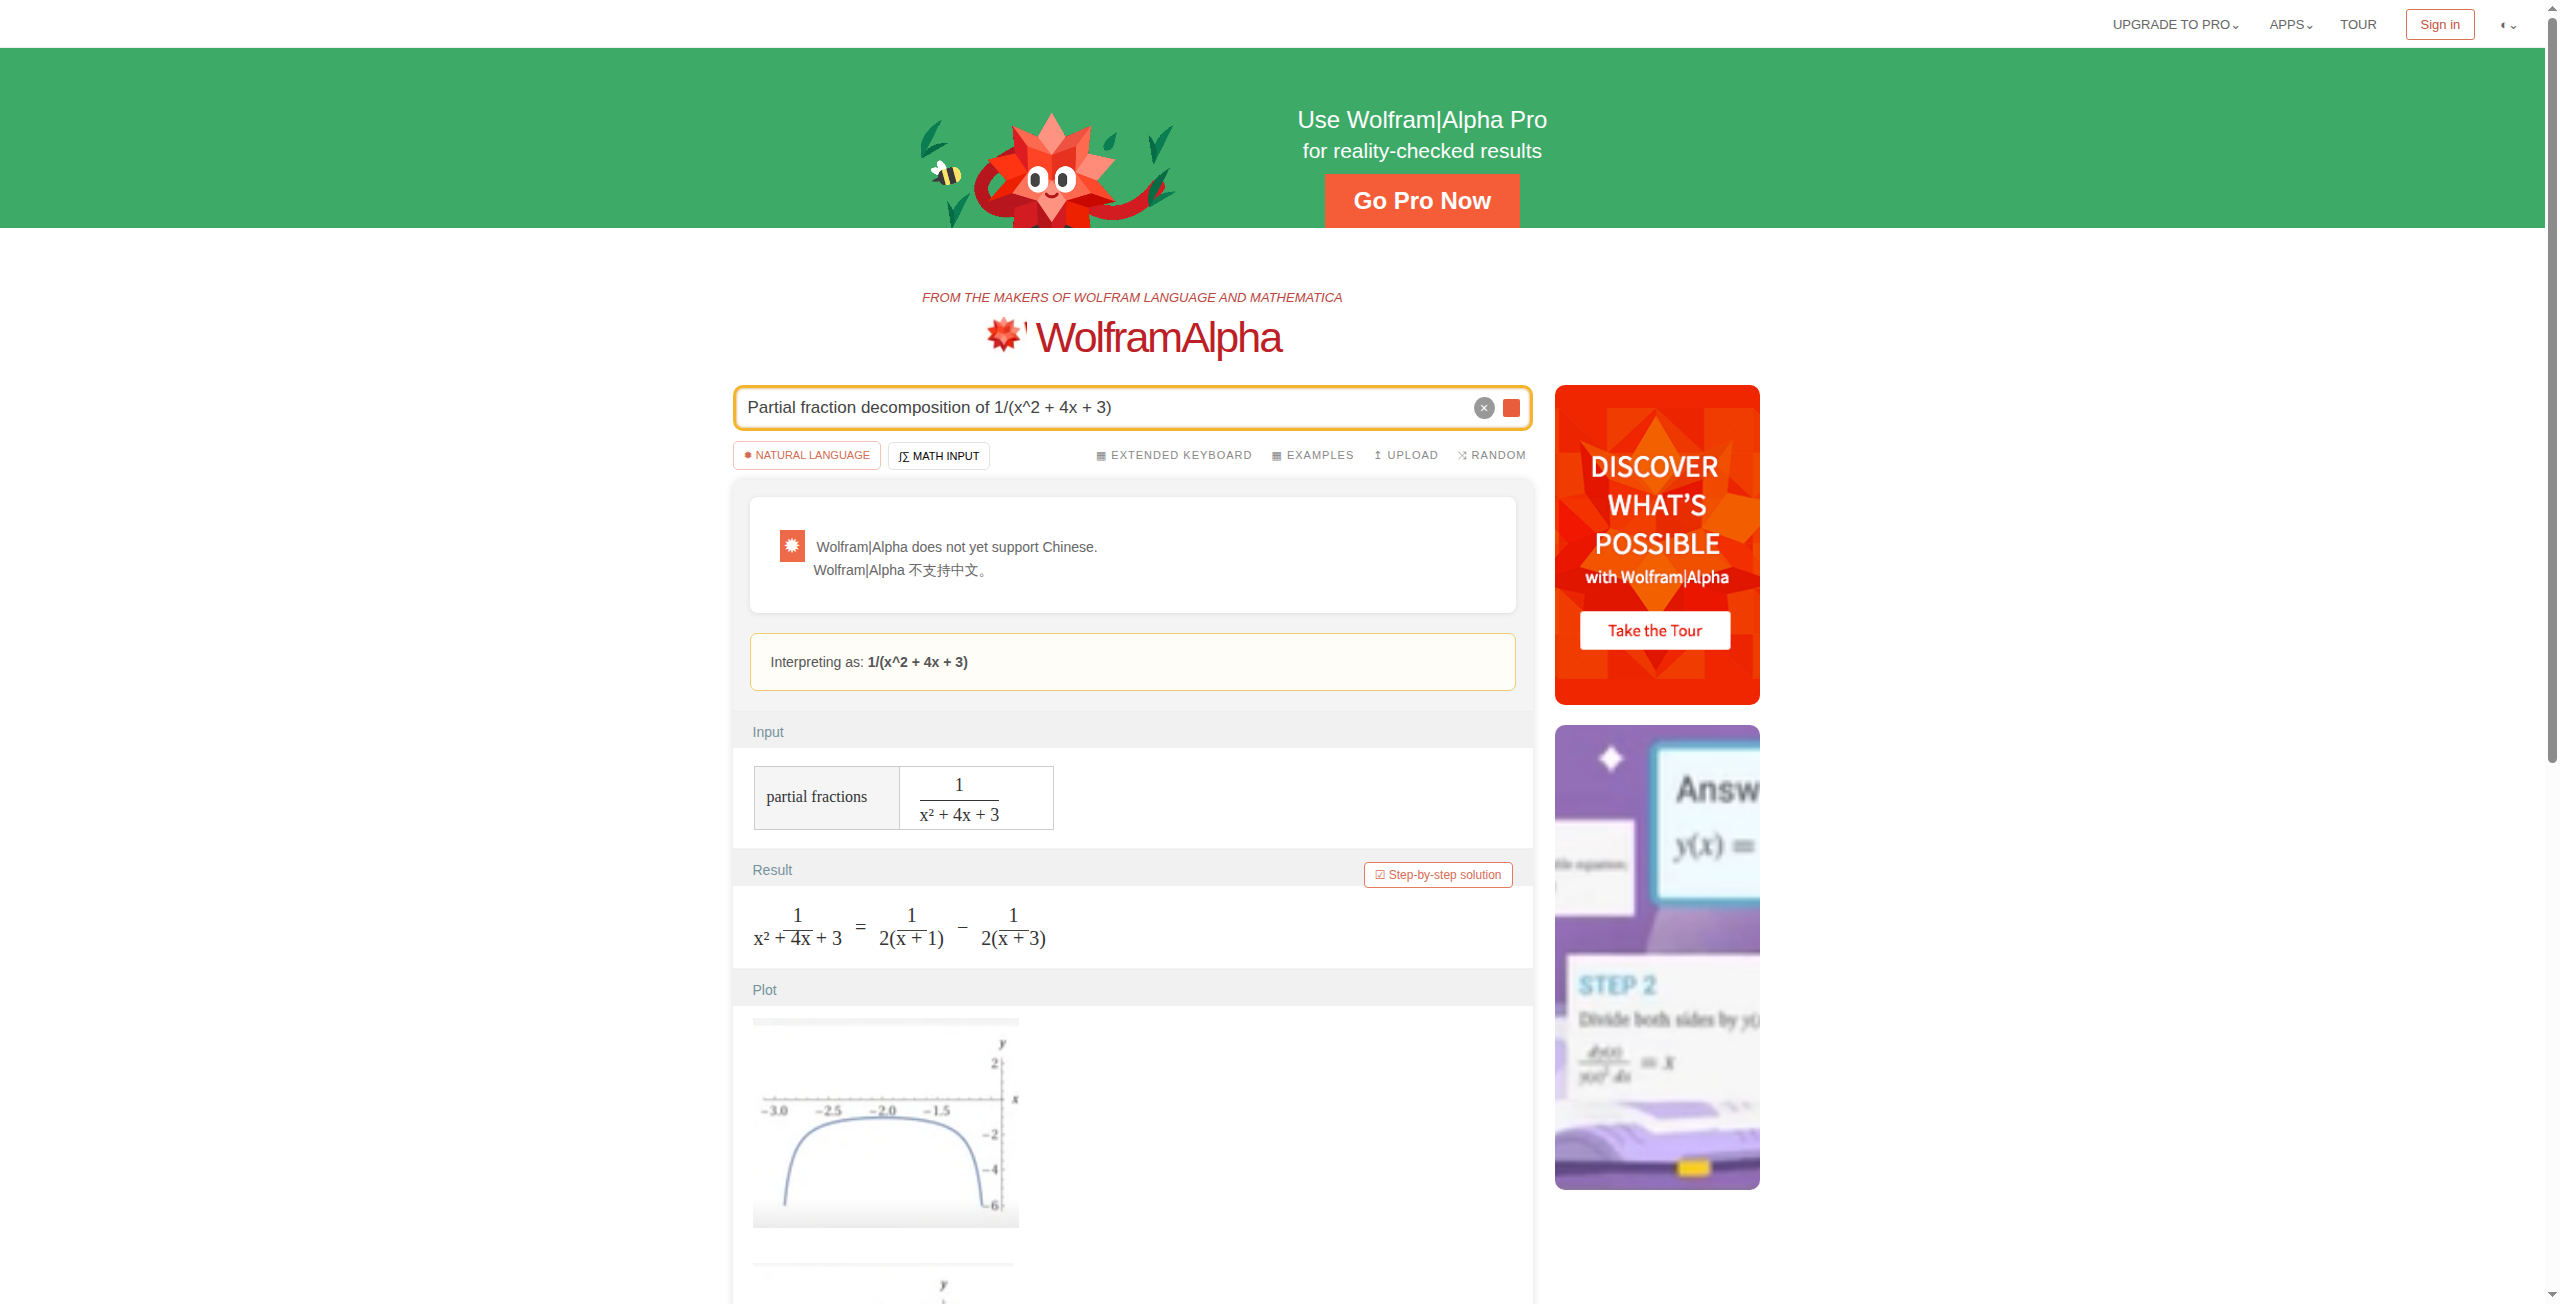 UPGRADE TO PRO APPS TOUR Sign in
Use Wolfram|Alpha Pro
for reality-checked results
Go Pro Now
FROM THE MAKERS OF WOLFRAM LANGUAGE AND MATHEMATICA
WolframAlpha
Partial fraction decomposition of 1/(x^2 + 4x + 3)
NATURAL LANGUAGE ∫∑ MATH INPUT EXTENDED KEYBOARD EXAMPLES UPLOAD RANDOM
Wolfram|Alpha does not yet support Chinese.
Wolfram|Alpha 不支持中文。
Interpreting as: 1/(x^2 + 4x + 3)
Input
partial fractions
1
x² + 4x + 3
Result
Step-by-step solution
1 1 1
x² + 4x + 3 = 2(x + 1) − 2(x + 3)
Plot
y
2
x
−3.0 −2.5 −2.0 −1.5
−2
−4
−6
y
DISCOVER
WHAT'S
POSSIBLE
with Wolfram|Alpha
Take the Tour
Answ
y(x) =
STEP 2
Divide both sides by y(
= x